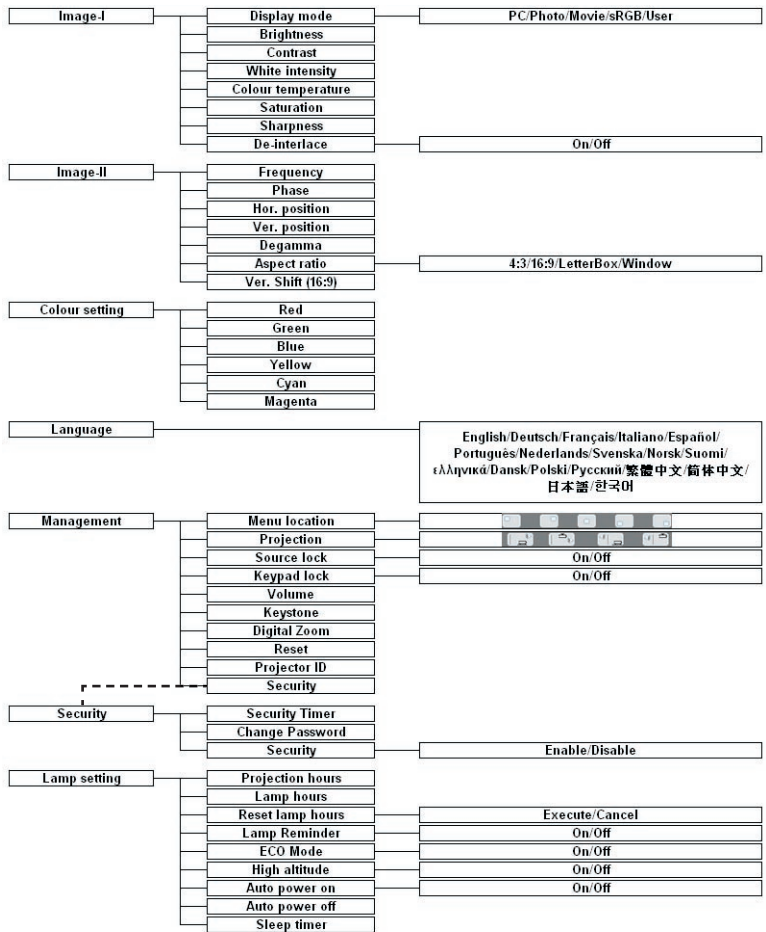 Image-I Display mode PC/Photo/Movie/sRGB/User
Brightness
Contrast
White intensity
Colour temperature
Saturation
Sharpness
De-interlace On/Off
Image-II Frequency
Phase
Hor. position
Ver. position
Degamma
Aspect ratio 4:3/16:9/LetterBox/Window
Ver. Shift (16:9)
Colour setting Red
Green
Blue
Yellow
Cyan
Magenta
Language
English/Deutsch/Français/Italiano/Español/
Português/Nederlands/Svenska/Norsk/Suomi/
ελληνικά/Dansk/Polski/Русский/繁體中文/简体中文/
日本語/한국어
Management Menu location
Projection
Source lock On/Off
Keypad lock On/Off
Volume
Keystone
Digital Zoom
Reset
Projector ID
Security
Security Security Timer
Change Password
Security Enable/Disable
Lamp setting Projection hours
Lamp hours
Reset lamp hours Execute/Cancel
Lamp Reminder On/Off
ECO Mode On/Off
High altitude On/Off
Auto power on On/Off
Auto power off
Sleep timer